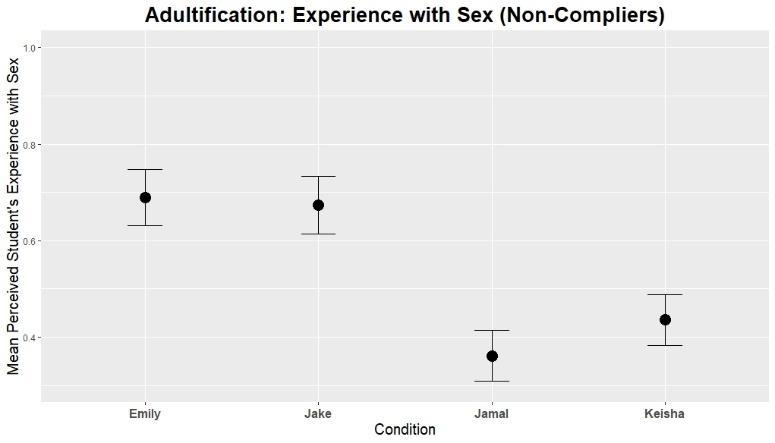 Adultification: Experience with Sex (Non-Compliers)
Mean Perceived Student's Experience with Sex
1.0
0.8
0.6
0.4
Emily Jake Jamal Keisha
Condition